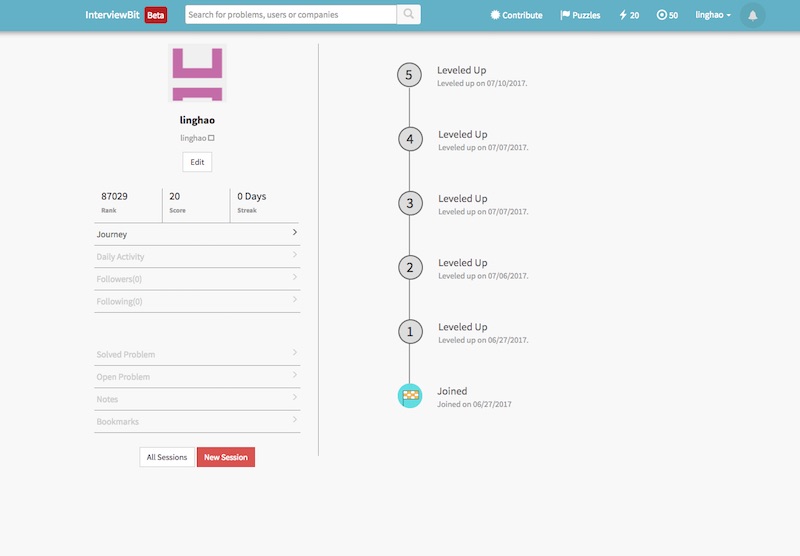 InterviewBit Beta Search for problems, users or companies Contribute Puzzles 20 50 linghao
linghao
linghao
Edit
87029 20 0 Days
Rank Score Streak
Journey
Daily Activity
Followers(0)
Following(0)
Solved Problem
Open Problem
Notes
Bookmarks
All Sessions New Session
5 Leveled Up
Leveled up on 07/10/2017.
4 Leveled Up
Leveled up on 07/07/2017.
3 Leveled Up
Leveled up on 07/07/2017.
2 Leveled Up
Leveled up on 07/06/2017.
1 Leveled Up
Leveled up on 06/27/2017.
Joined
Joined on 06/27/2017